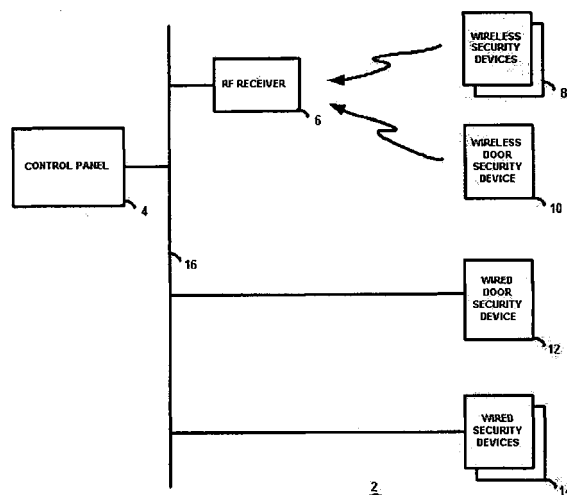 WIRELESS
SECURITY
DEVICES
8
RF RECEIVER
6
WIRELESS
DOOR
SECURITY
DEVICE
10
CONTROL PANEL
4
16
WIRED
DOOR
SECURITY
DEVICE
12
WIRED
SECURITY
DEVICES
14
2